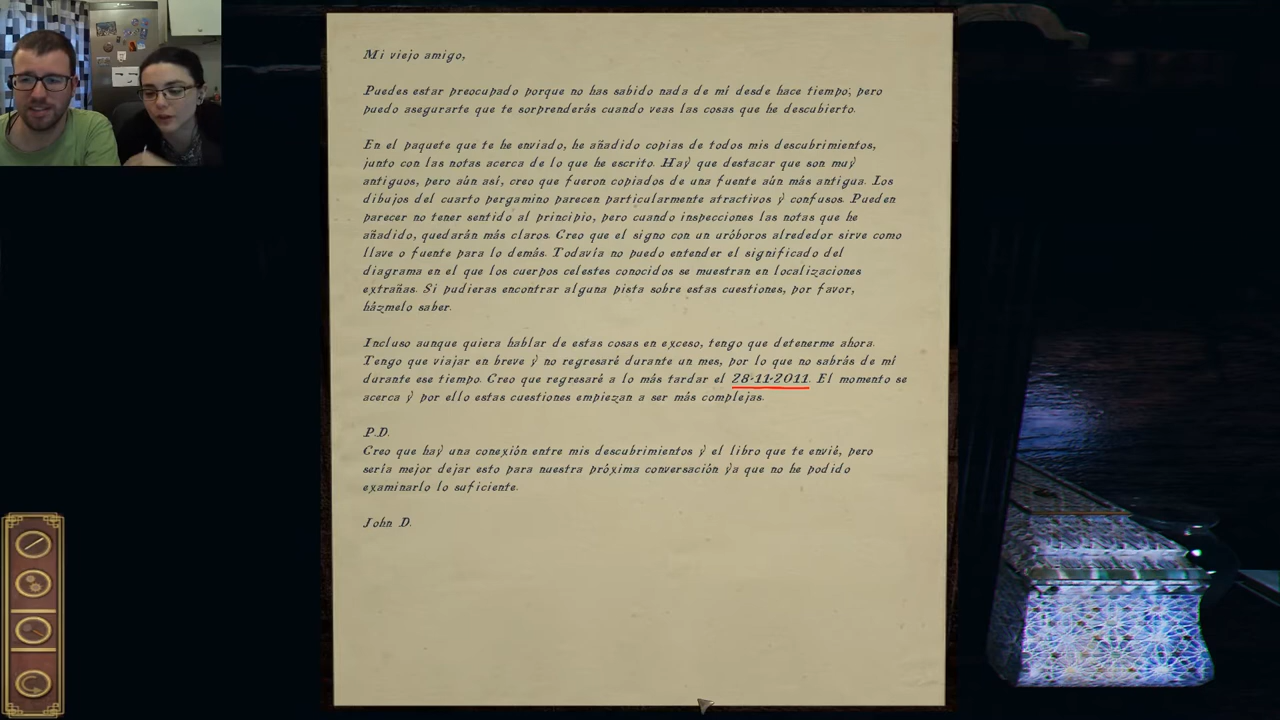 Mi viejo amigo,
Puedes estar preocupado porque no has sabido nada de mí desde hace tiempo; pero
puedo asegurarte que te sorprenderás cuando veas las cosas que he descubierto.
En el paquete que te he enviado, he añadido copias de todos mis descubrimientos,
junto con las notas acerca de lo que he escrito. Hay que destacar que son muy
antiguos, pero aún así, creo que fueron copiados de una fuente aún más antigua. Los
dibujos del cuarto pergamino parecen particularmente atractivos y confusos. Pueden
parecer no tener sentido al principio, pero cuando inspecciones las notas que he
añadido, quedarán más claros. Creo que el signo con un uróboros alrededor sirve como
llave o fuente para lo demás. Todavía no puedo entender el significado del
diagrama en el que los cuerpos celestes conocidos se muestran en localizaciones
extrañas. Si pudieras encontrar alguna pista sobre estas cuestiones, por favor,
házmelo saber.
Incluso aunque quiera hablar de estas cosas en exceso, tengo que detenerme ahora.
Tengo que viajar en breve y no regresaré durante un mes, por lo que no sabrás de mí
durante ese tiempo. Creo que regresaré a lo más tardar el 28-11-2011. El momento se
acerca y por ello estas cuestiones empiezan a ser más complejas.
P.D.
Creo que hay una conexión entre mis descubrimientos y el libro que te envié, pero
sería mejor dejar esto para nuestra próxima conversación ya que no he podido
examinarlo lo suficiente.
John D.